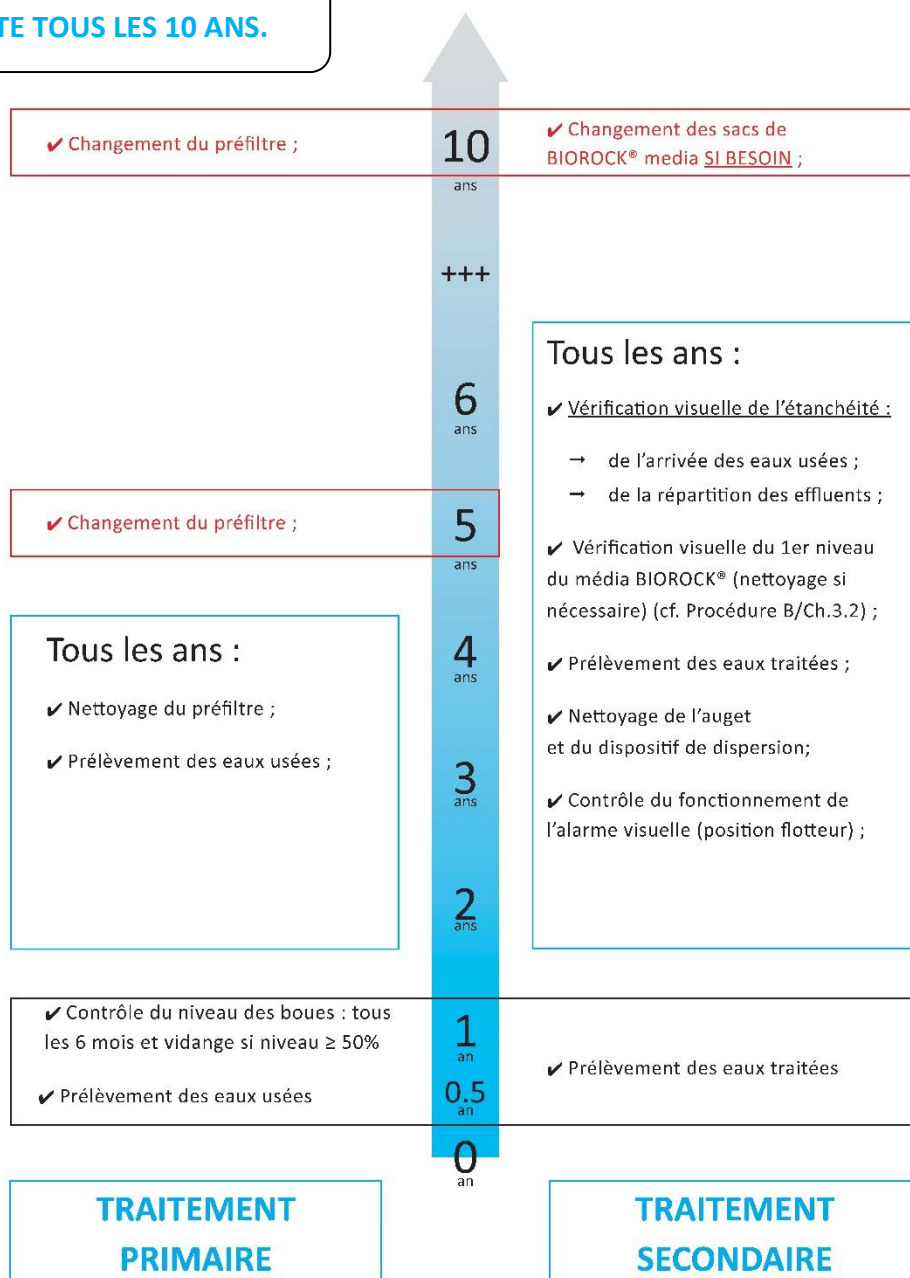 TE TOUS LES 10 ANS.
✔ Changement du préfiltre ;
10
ans
✔ Changement des sacs de
BIOROCK® media SI BESOIN ;
+++
6
ans
✔ Changement du préfiltre ;
5
ans
Tous les ans :
✔ Vérification visuelle de l'étanchéité :
→ de l'arrivée des eaux usées ;
→ de la répartition des effluents ;
✔ Vérification visuelle du 1er niveau
du média BIOROCK® (nettoyage si
nécessaire) (cf. Procédure B/Ch.3.2) ;
✔ Prélèvement des eaux traitées ;
✔ Nettoyage de l'auget
et du dispositif de dispersion;
✔ Contrôle du fonctionnement de
l'alarme visuelle (position flotteur) ;
Tous les ans :
✔ Nettoyage du préfiltre ;
✔ Prélèvement des eaux usées ;
4
ans
3
ans
2
ans
✔ Contrôle du niveau des boues : tous
les 6 mois et vidange si niveau ≥ 50%
✔ Prélèvement des eaux usées
1
an
0.5
an
✔ Prélèvement des eaux traitées
0
an
TRAITEMENT
PRIMAIRE
TRAITEMENT
SECONDAIRE